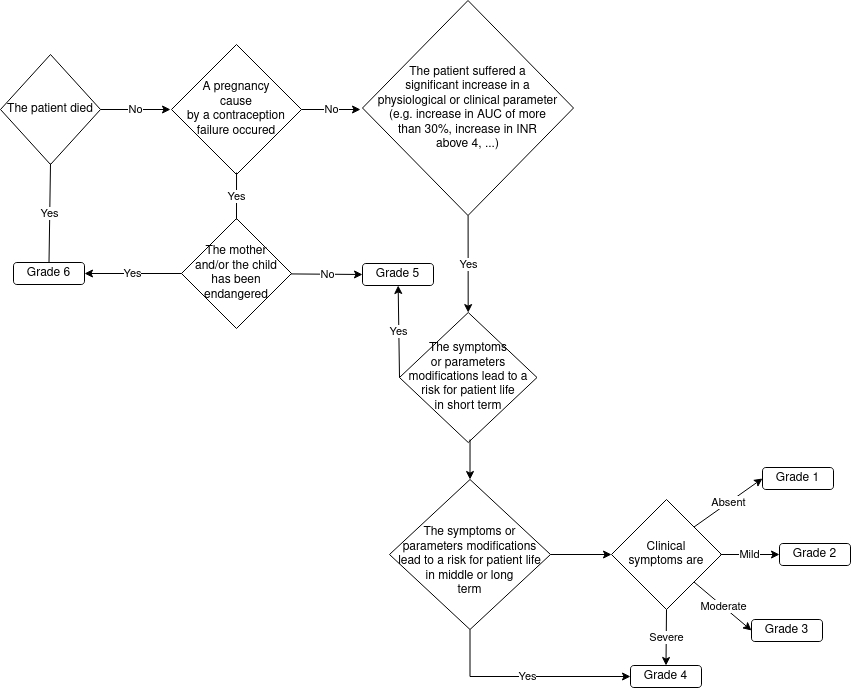 The patient died
No
A pregnancy
cause
by a contraception
failure occured
No
The patient suffered a
significant increase in a
physiological or clinical parameter
(e.g. increase in AUC of more
than 30%, increase in INR
above 4, ...)
Yes
Yes
Yes
Grade 6
Yes
The mother
and/or the child
has been
endangered
No
Grade 5
Yes
The symptoms
or parameters
modifications lead to a
risk for patient life
in short term
The symptoms or
parameters modifications
lead to a risk for patient life
in middle or long
term
Clinical
symptoms are
Absent
Grade 1
Mild
Grade 2
Moderate
Grade 3
Severe
Yes
Grade 4